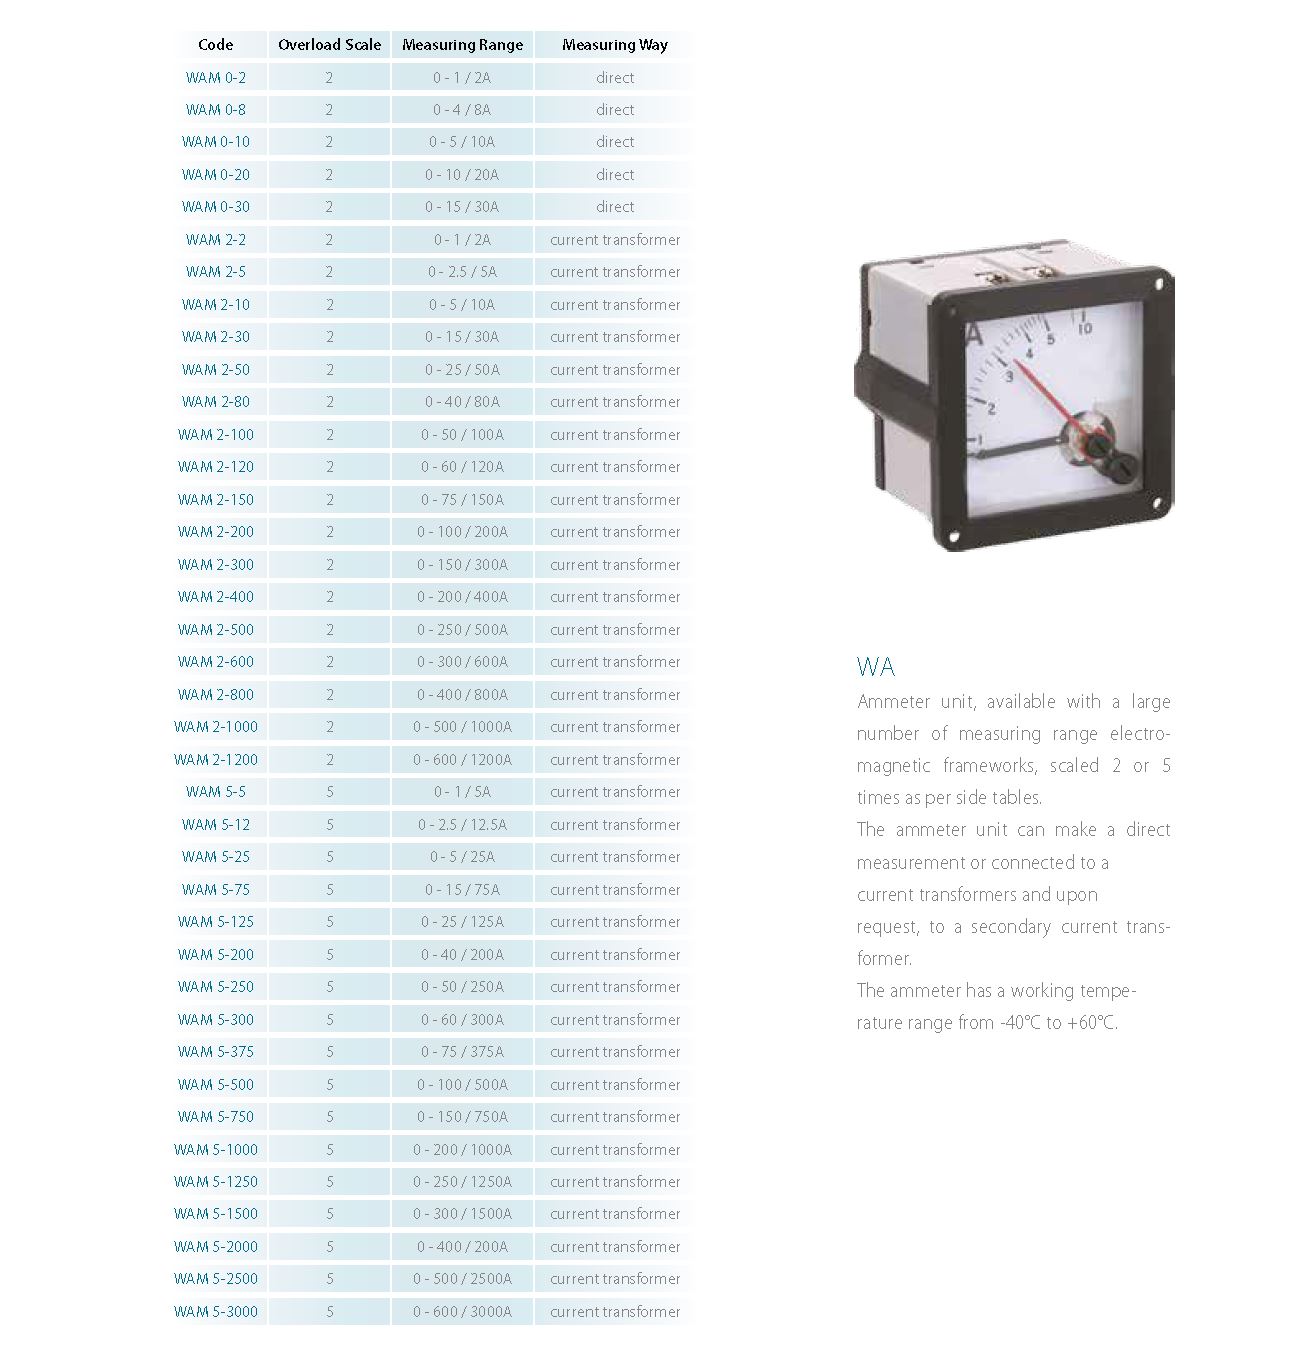 Code Overload Scale Measuring Range Measuring Way
WAM 0-2 2 0 - 1 / 2A direct
WAM 0-8 2 0 - 4 / 8A direct
WAM 0-10 2 0 - 5 / 10A direct
WAM 0-20 2 0 - 10 / 20A direct
WAM 0-30 2 0 - 15 / 30A direct
WAM 2-2 2 0 - 1 / 2A current transformer
WAM 2-5 2 0 - 2.5 / 5A current transformer
WAM 2-10 2 0 - 5 / 10A current transformer
WAM 2-30 2 0 - 15 / 30A current transformer
WAM 2-50 2 0 - 25 / 50A current transformer
WAM 2-80 2 0 - 40 / 80A current transformer
WAM 2-100 2 0 - 50 / 100A current transformer
WAM 2-120 2 0 - 60 / 120A current transformer
WAM 2-150 2 0 - 75 / 150A current transformer
WAM 2-200 2 0 - 100 / 200A current transformer
WAM 2-300 2 0 - 150 / 300A current transformer
WAM 2-400 2 0 - 200 / 400A current transformer
WAM 2-500 2 0 - 250 / 500A current transformer
WAM 2-600 2 0 - 300 / 600A current transformer
WAM 2-800 2 0 - 400 / 800A current transformer
WAM 2-1000 2 0 - 500 / 1000A current transformer
WAM 2-1200 2 0 - 600 / 1200A current transformer
WAM 5-5 5 0 - 1 / 5A current transformer
WAM 5-12 5 0 - 2.5 / 12.5A current transformer
WAM 5-25 5 0 - 5 / 25A current transformer
WAM 5-75 5 0 - 15 / 75A current transformer
WAM 5-125 5 0 - 25 / 125A current transformer
WAM 5-200 5 0 - 40 / 200A current transformer
WAM 5-250 5 0 - 50 / 250A current transformer
WAM 5-300 5 0 - 60 / 300A current transformer
WAM 5-375 5 0 - 75 / 375A current transformer
WAM 5-500 5 0 - 100 / 500A current transformer
WAM 5-750 5 0 - 150 / 750A current transformer
WAM 5-1000 5 0 - 200 / 1000A current transformer
WAM 5-1250 5 0 - 250 / 1250A current transformer
WAM 5-1500 5 0 - 300 / 1500A current transformer
WAM 5-2000 5 0 - 400 / 200A current transformer
WAM 5-2500 5 0 - 500 / 2500A current transformer
WAM 5-3000 5 0 - 600 / 3000A current transformer
A
1 2 3 4 5 10
WA
Ammeter unit, available with a large
number of measuring range electro-
magnetic frameworks, scaled 2 or 5
times as per side tables.
The ammeter unit can make a direct
measurement or connected to a
current transformers and upon
request, to a secondary current trans-
former.
The ammeter has a working tempe-
rature range from -40°C to +60°C.